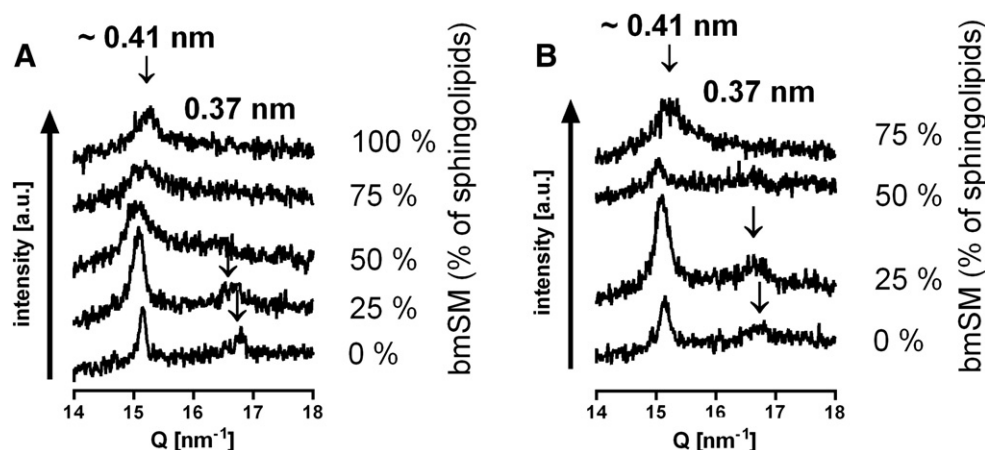 A
~ 0.41 nm
0.37 nm
100 %
75 %
50 %
25 %
0 %
intensity [a.u.]
bmSM (% of sphingolipids)
14 15 16 17 18
Q [nm-1]
B
~ 0.41 nm
0.37 nm
75 %
50 %
25 %
0 %
intensity [a.u.]
bmSM (% of sphingolipids)
14 15 16 17 18
Q [nm-1]